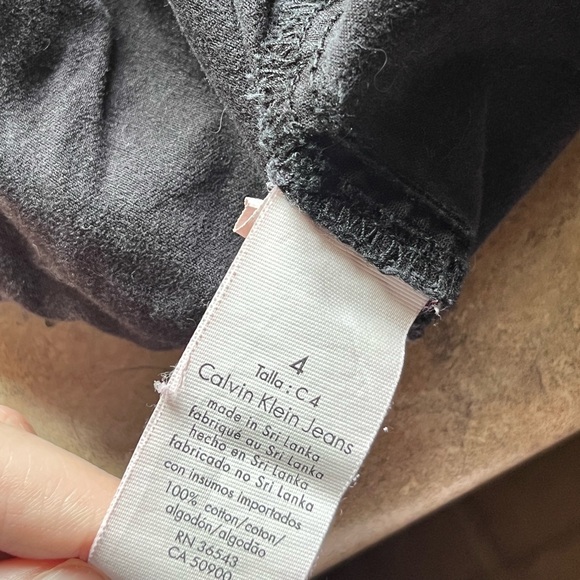 4
Talla : C 4
Calvin Klein Jeans
made in Sri Lanka
fabriqué au Sri Lanka
hecho en Sri Lanka
fabricado no Sri Lanka
con insumos importados
100% cotton/coton/
algodón/algodão
RN 36543
CA 50900